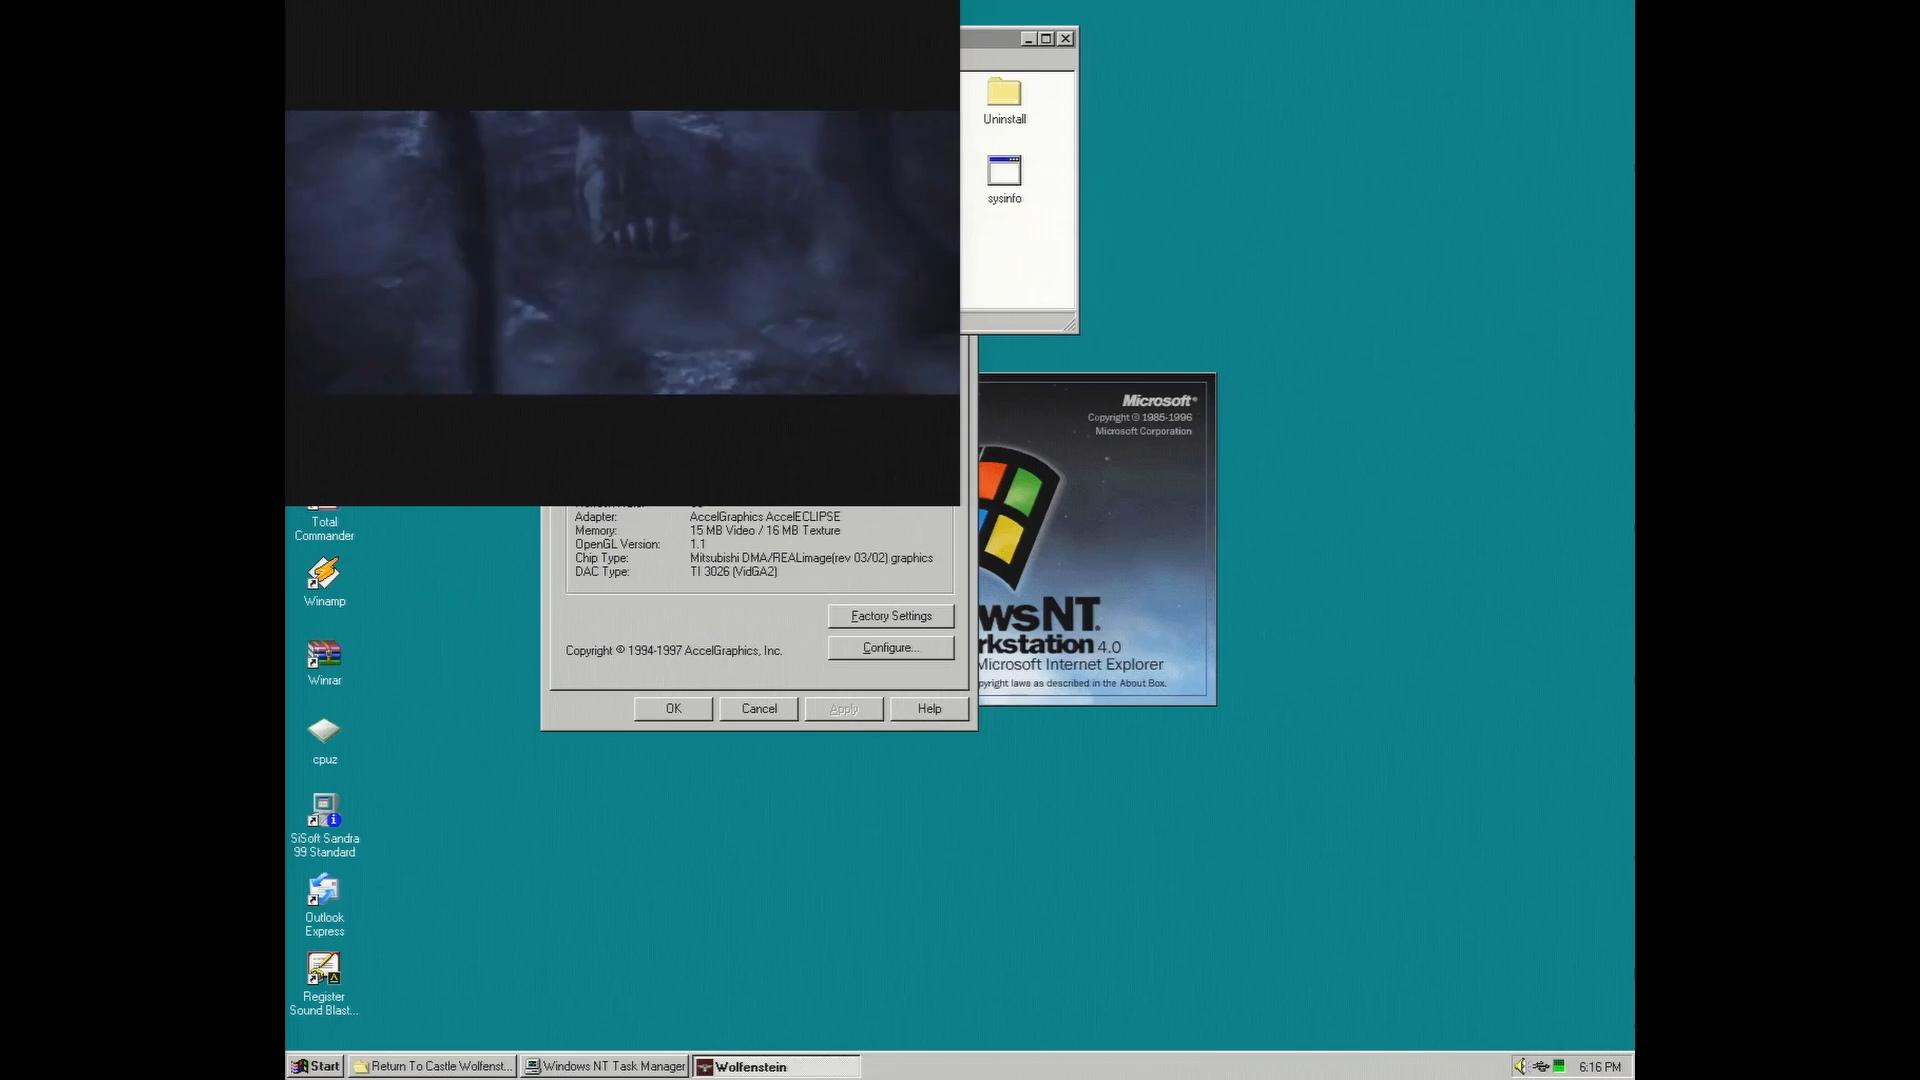 Uninstall
sysinfo
Microsoft®
Copyright © 1985-1996
Microsoft Corporation
wsNT.
rkstation 4.0
Microsoft Internet Explorer
pyright laws as described in the About Box.
Adapter: AccelGraphics AccelECLIPSE
Memory: 15 MB Video / 16 MB Texture
OpenGL Version: 1.1
Chip Type: Mitsubishi DMA/REALimage(rev 03/02) graphics
DAC Type: TI 3026 (VidGA2)
Factory Settings
Copyright © 1994-1997 AccelGraphics, Inc.
Configure...
OK
Cancel
Apply
Help
Total
Commander
Winamp
Winrar
cpuz
SiSoft Sandra
99 Standard
Outlook
Express
Register
Sound Blast...
Start
Return To Castle Wolfenst...
Windows NT Task Manager
Wolfenstein
6:16 PM